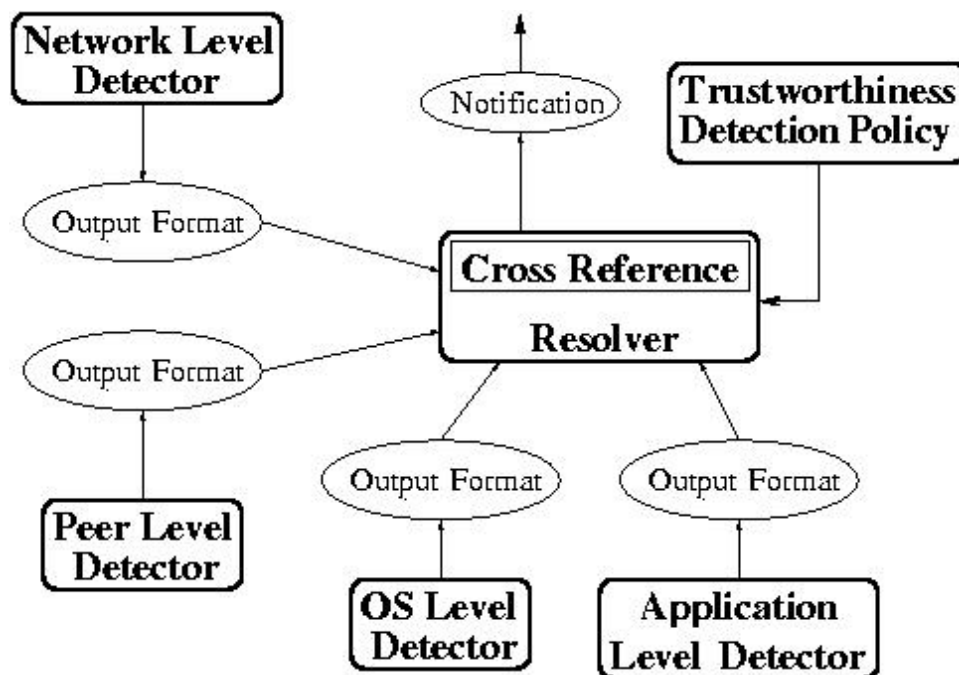 Network Level
Detector
Notification
Trustworthiness
Detection Policy
Output Format
Cross Reference
Resolver
Output Format
Output Format
Output Format
Peer Level
Detector
OS Level
Detector
Application
Level Detector